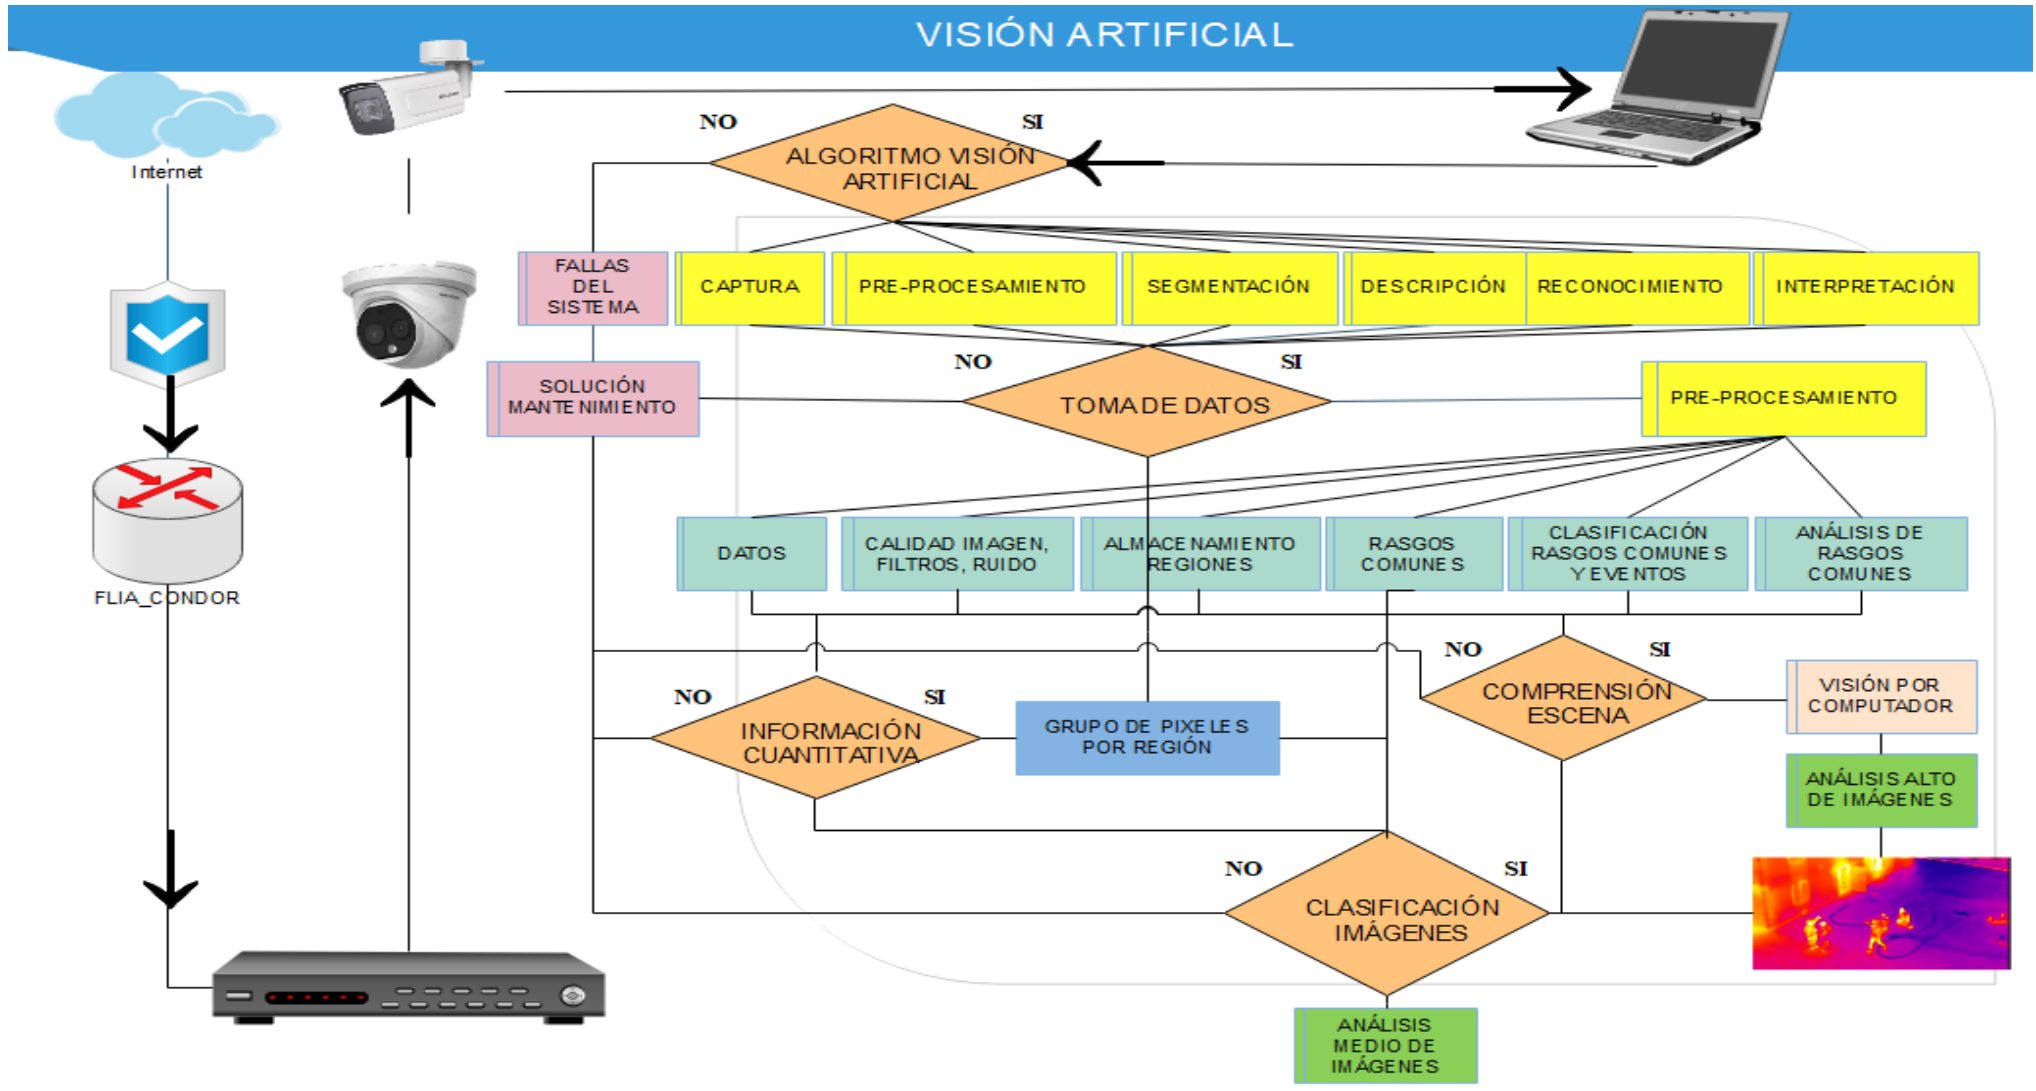 VISIÓN ARTIFICIAL
Internet
NO
SI
ALGORITMO VISIÓN
ARTIFICIAL
FALLAS
DEL
SISTEMA
CAPTURA
PRE-PROCESAMIENTO
SEGMENTACIÓN
DESCRIPCIÓN
RECONOCIMIENTO
INTERPRETACIÓN
NO
SI
SOLUCIÓN
MANTENIMIENTO
TOMA DE DATOS
PRE-PROCESAMIENTO
DATOS
CALIDAD IMAGEN,
FILTROS, RUIDO
ALMACENAMIENTO
REGIONES
RASGOS
COMUNES
CLASIFICACIÓN
RASGOS COMUNES
Y EVENTOS
ANÁLISIS DE
RASGOS
COMUNES
FLIA_CONDOR
NO
SI
COMPRENSIÓN
ESCENA
VISIÓN POR
COMPUTADOR
NO
SI
INFORMACIÓN
CUANTITATIVA
GRUPO DE PIXELES
POR REGIÓN
ANÁLISIS ALTO
DE IMÁGENES
NO
SI
CLASIFICACIÓN
IMÁGENES
ANÁLISIS
MEDIO DE
IMÁGENES